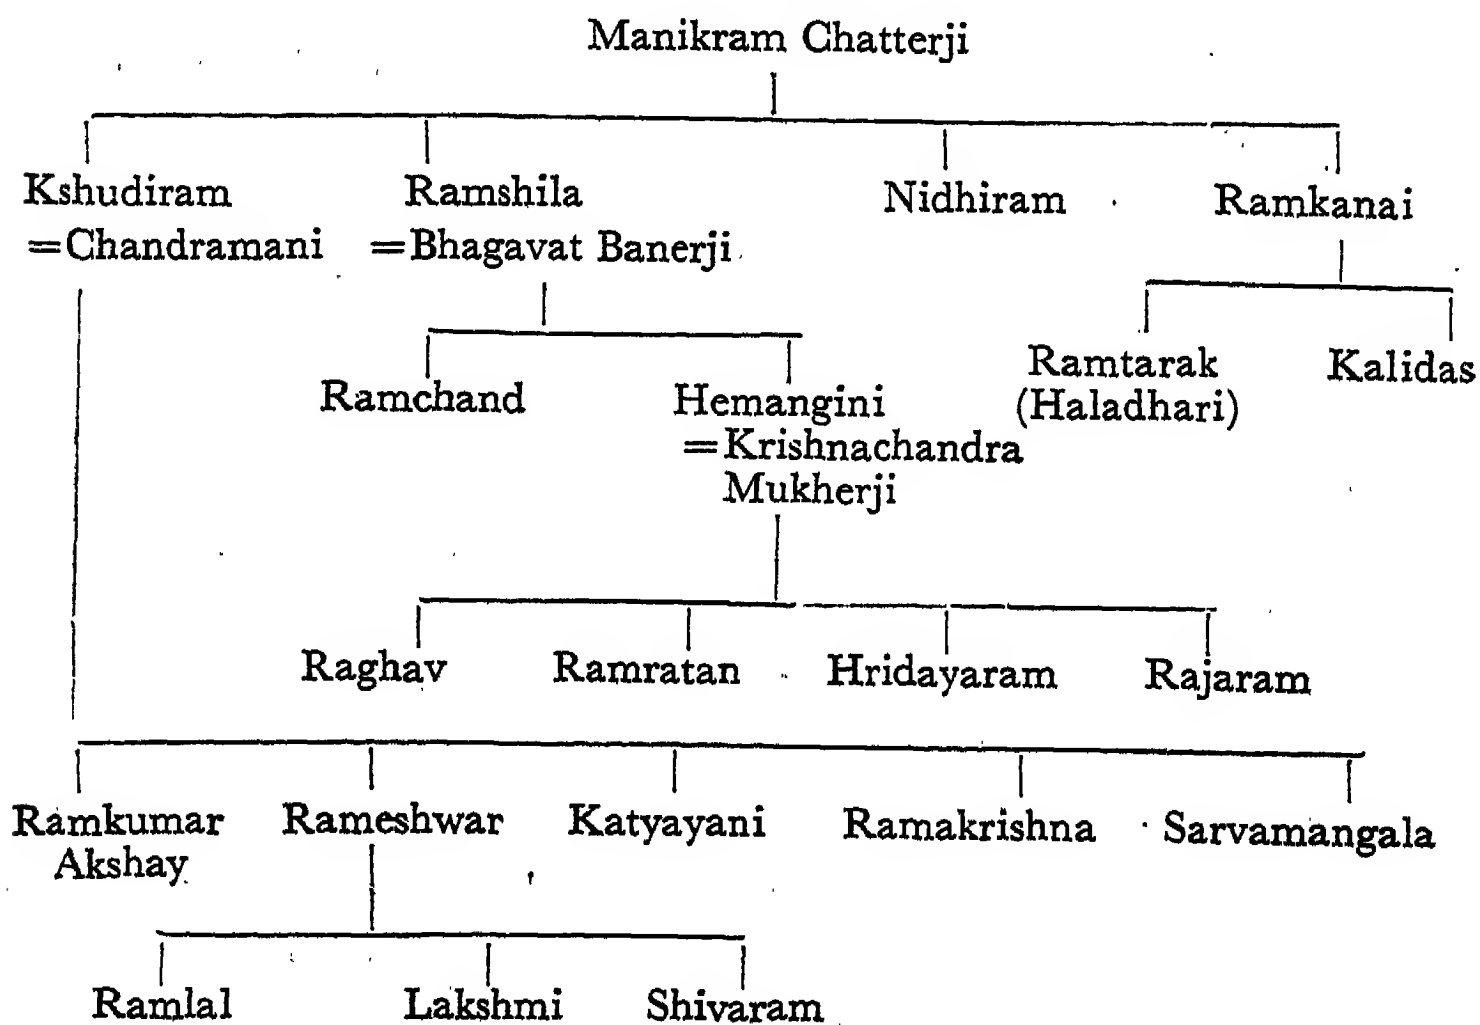 Manikram Chatterji
Kshudiram Ramshila Nidhiram Ramkanai
=Chandramani =Bhagavat Banerji
Ramchand Hemangini Ramtarak Kalidas
=Krishnachandra (Haladhari)
Mukherji
Raghav Ramratan Hridayaram Rajaram
Ramkumar Rameshwar Katyayani Ramakrishna Sarvamangala
Akshay
Ramlal Lakshmi Shivaram